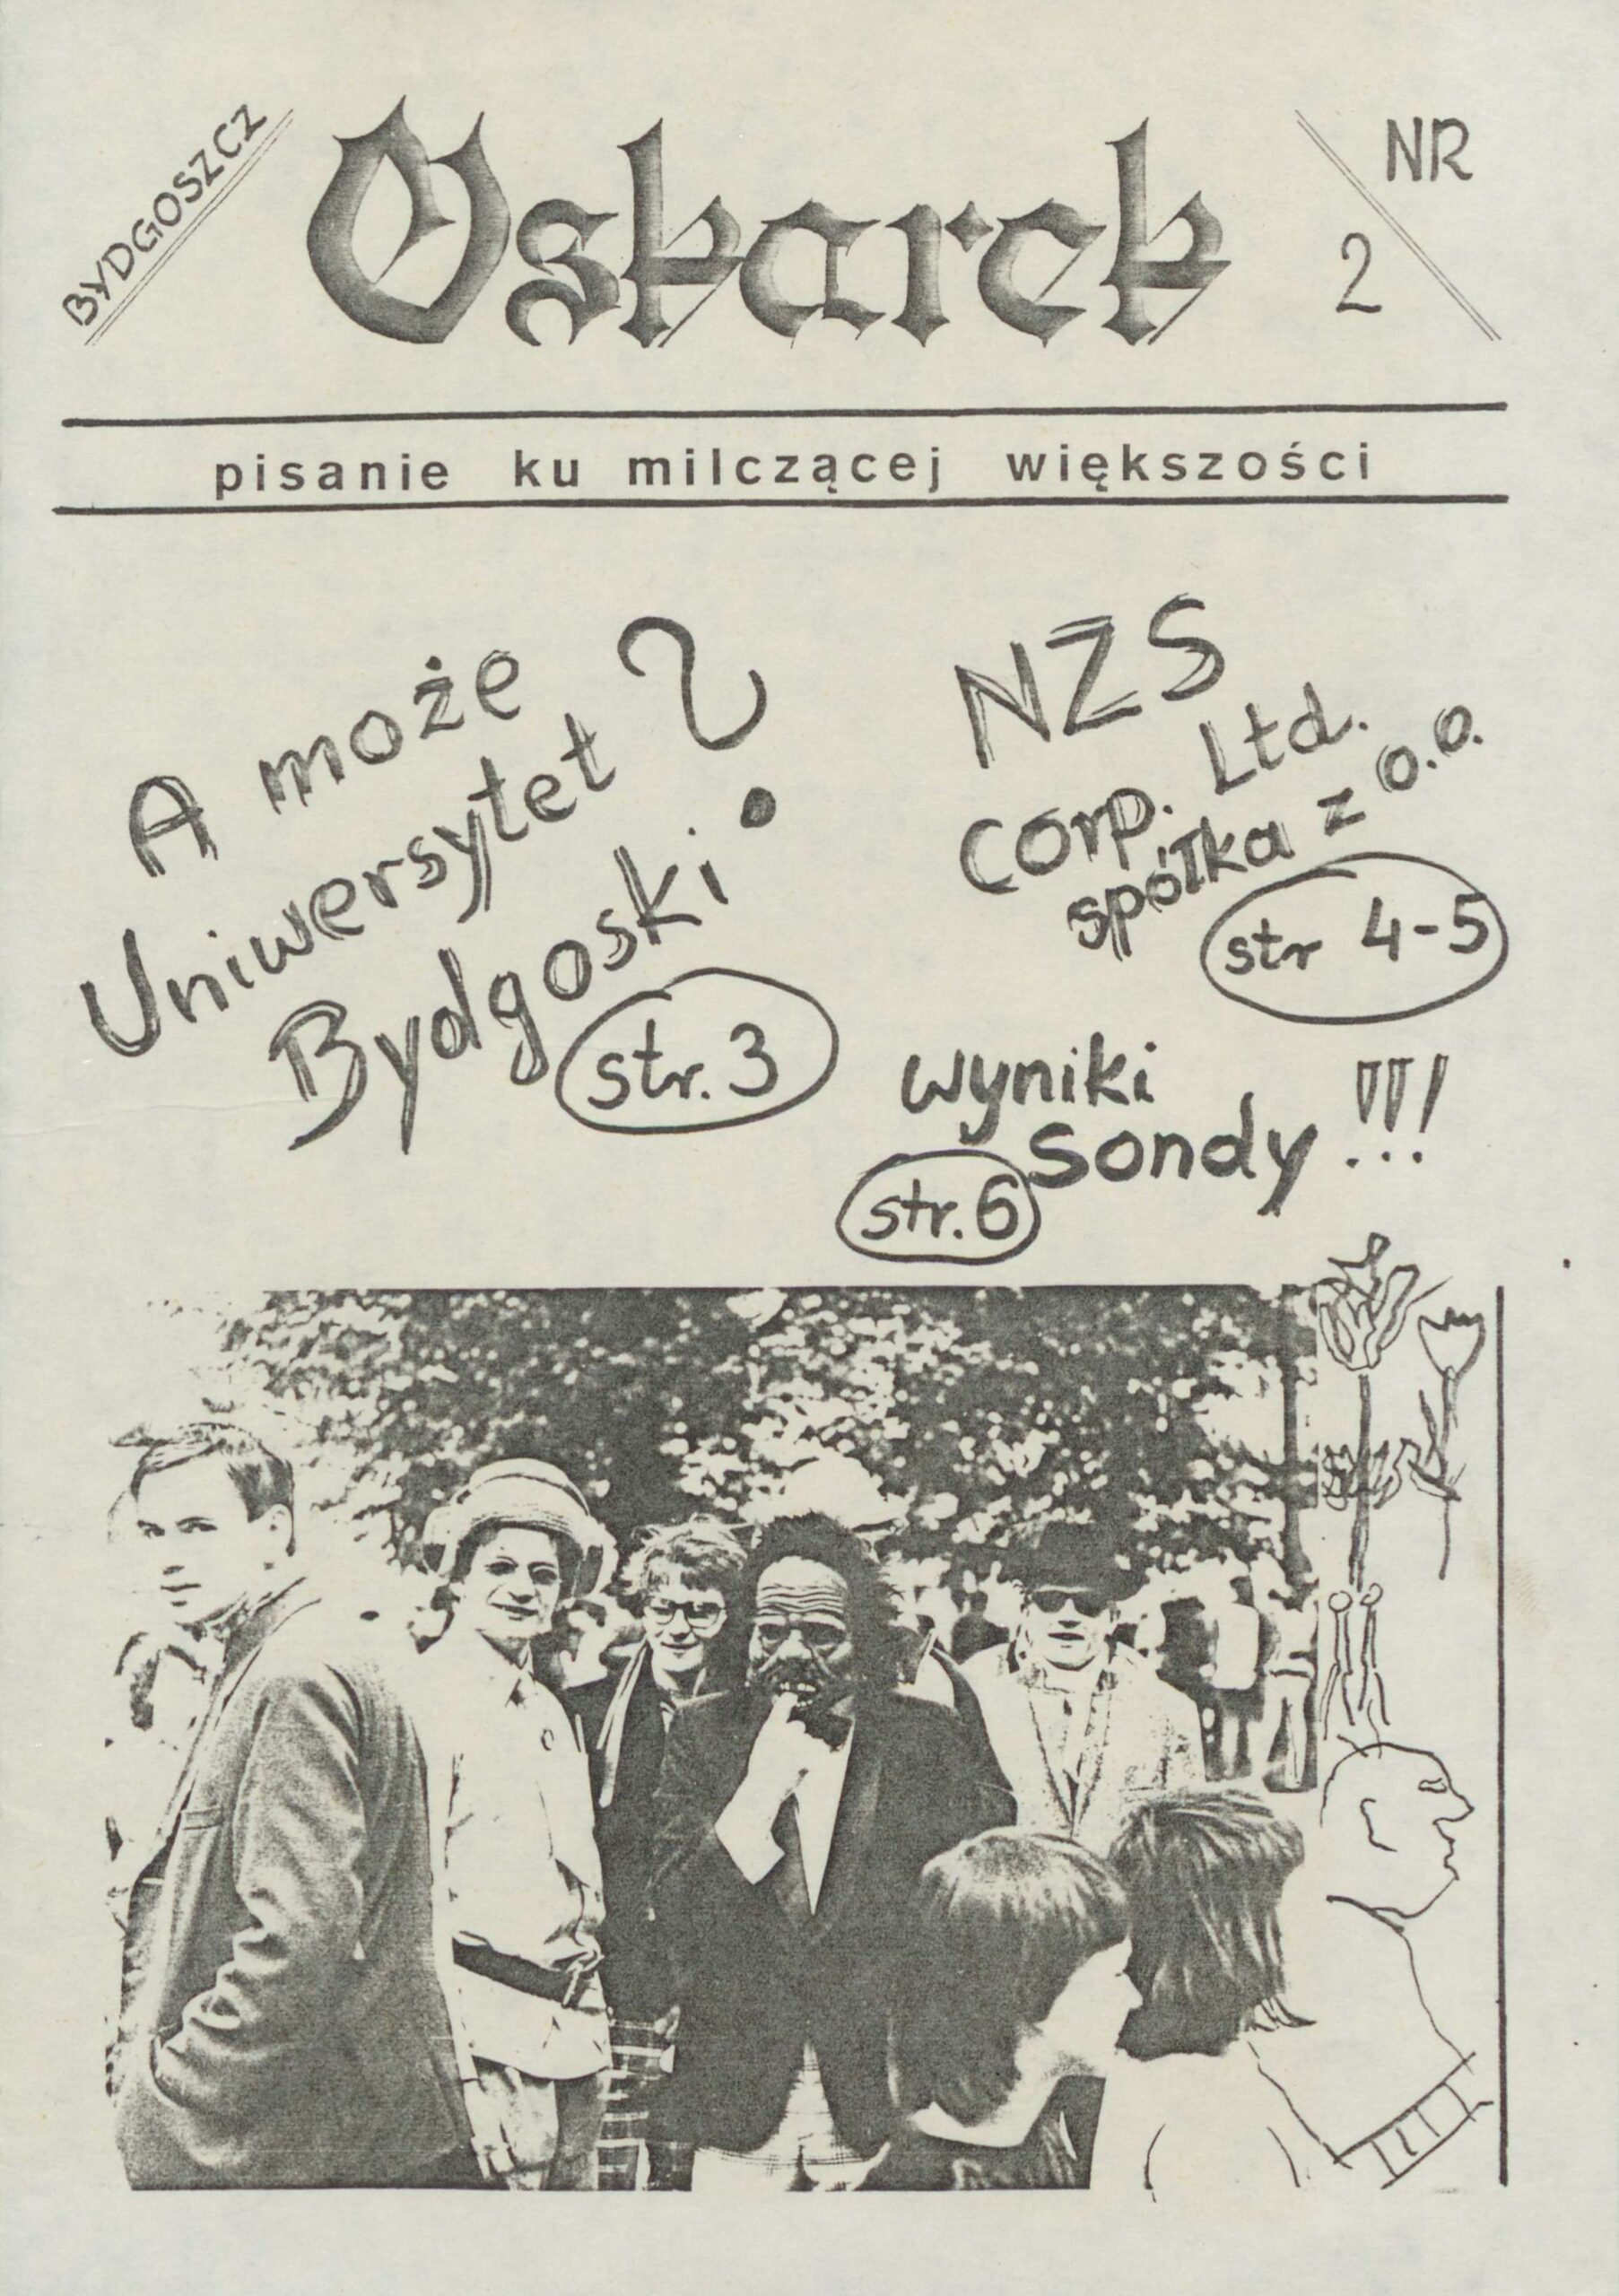 BYDGOSZCZ
Oskarek
NR
2
pisanie ku milczącej większości
A może
Uniwersytet
Bydgoski?
str. 3
NZS
Corp. Ltd.
spółka z o.o.
str 4-5
wyniki
sondy!!!
str. 6